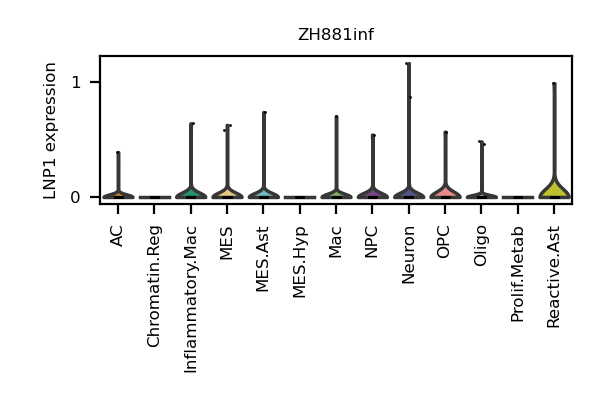 ZH881inf
LNP1 expression
1
0
AC
Chromatin.Reg
Inflammatory.Mac
MES
MES.Ast
MES.Hyp
Mac
NPC
Neuron
OPC
Oligo
Prolif.Metab
Reactive.Ast